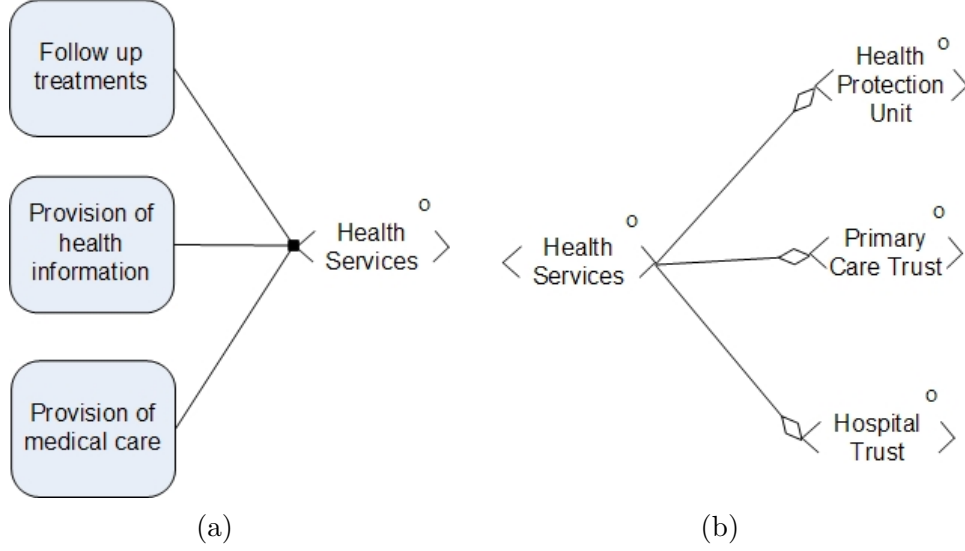 Follow up
treatments
Provision of
health
information
Provision of
medical care
o
Health
Services
(a)
o
Health
Services
o
Health
Protection
Unit
o
Primary
Care Trust
o
Hospital
Trust
(b)